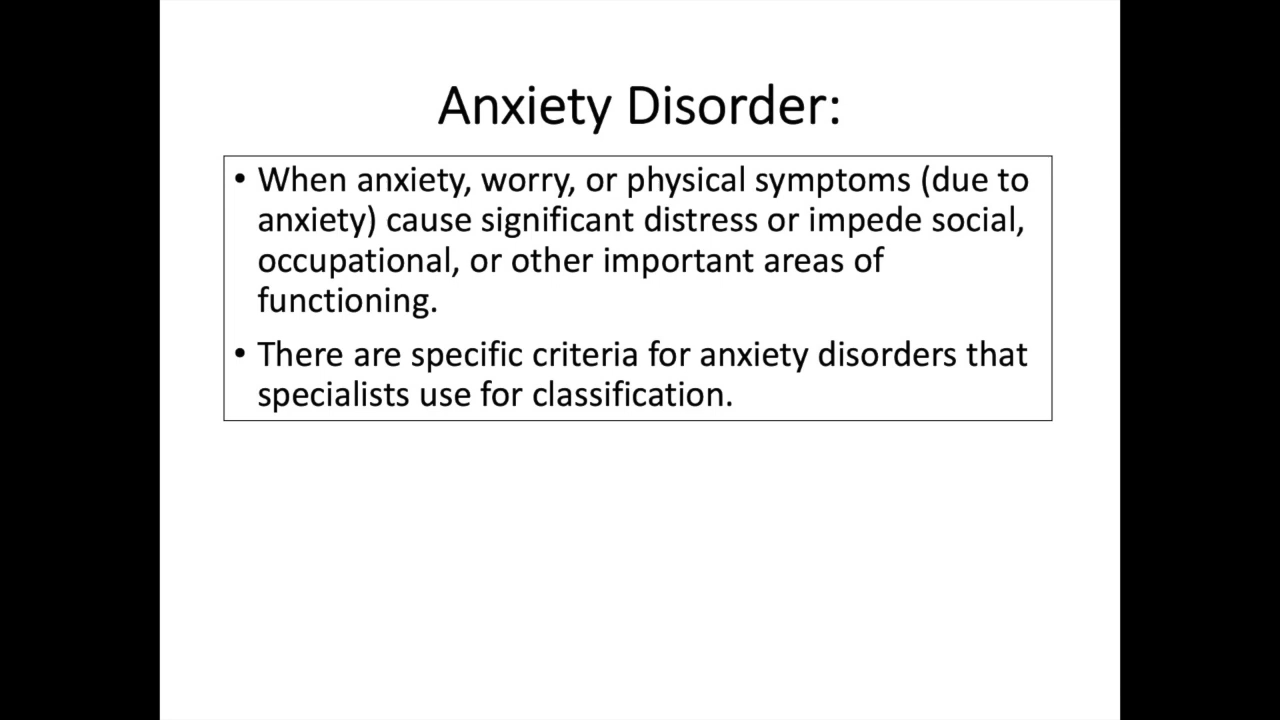 Anxiety Disorder:
• When anxiety, worry, or physical symptoms (due to
anxiety) cause significant distress or impede social,
occupational, or other important areas of
functioning.
• There are specific criteria for anxiety disorders that
specialists use for classification.